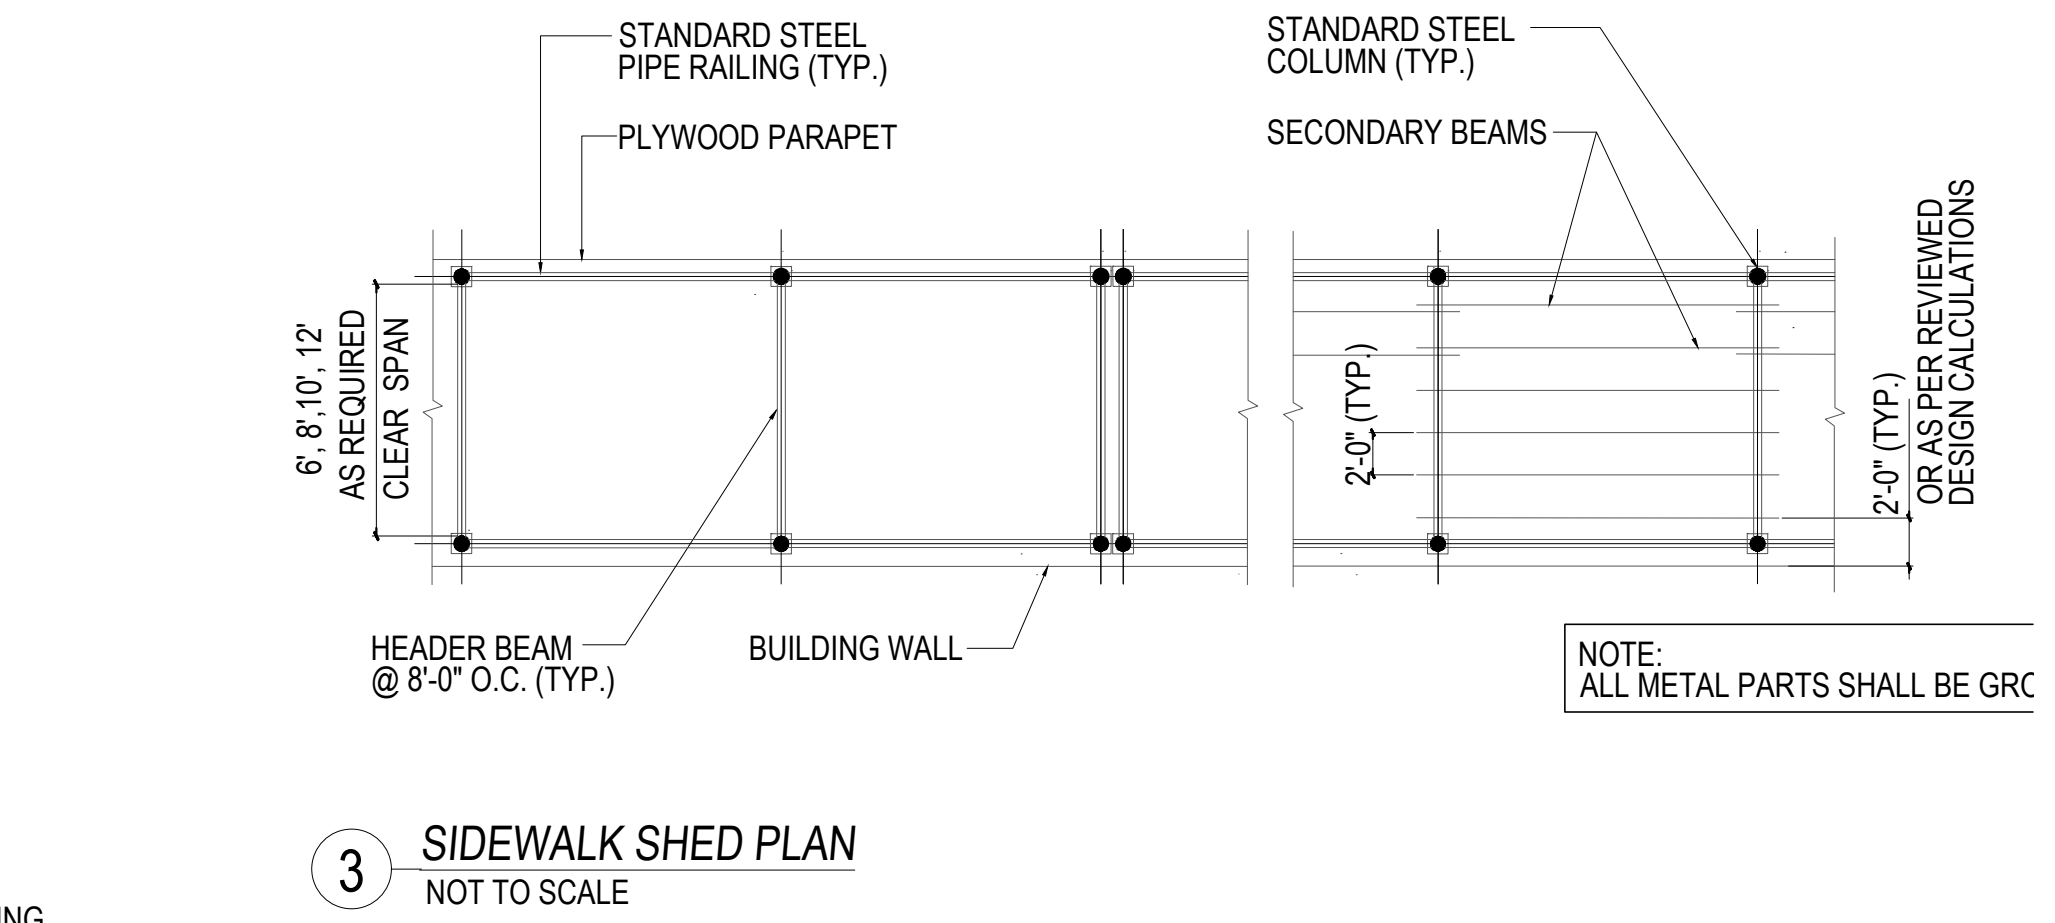 STANDARD STEEL
PIPE RAILING (TYP.)
PLYWOOD PARAPET
STANDARD STEEL
COLUMN (TYP.)
SECONDARY BEAMS
6', 8',10', 12'
AS REQUIRED
CLEAR SPAN
2'-0" (TYP.)
2'-0" (TYP.)
OR AS PER REVIEWED
DESIGN CALCULATIONS
HEADER BEAM
@ 8'-0" O.C. (TYP.)
BUILDING WALL
NOTE:
ALL METAL PARTS SHALL BE
3
SIDEWALK SHED PLAN
NOT TO SCALE